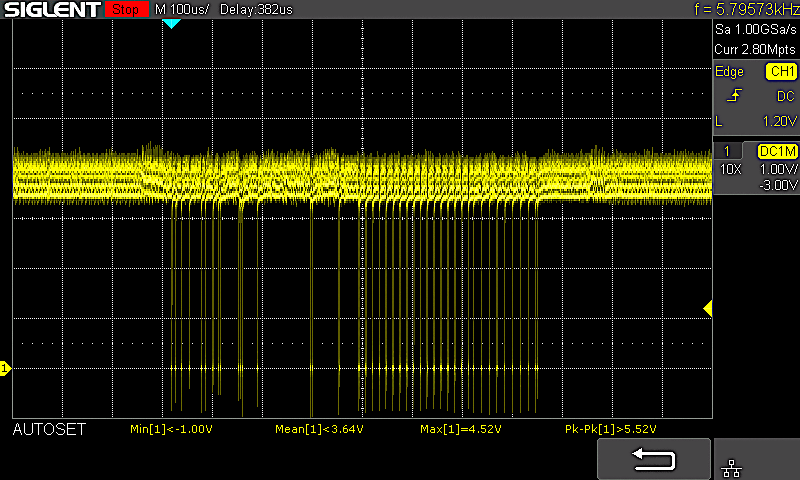 SIGLENT Stop M 100us/ Delay:382us f = 5.79573kHz
Sa 1.00GSa/s
Curr 2.80Mpts
Edge CH1
DC
L 1.20V
1 DC1M
10X 1.00V/
-3.00V
1
AUTOSET Min[1]<-1.00V Mean[1]<3.64V Max[1]=4.52V Pk-Pk[1]>5.52V